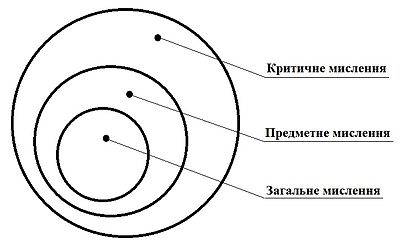 Критичне мислення
Предметне мислення
Загальне мислення